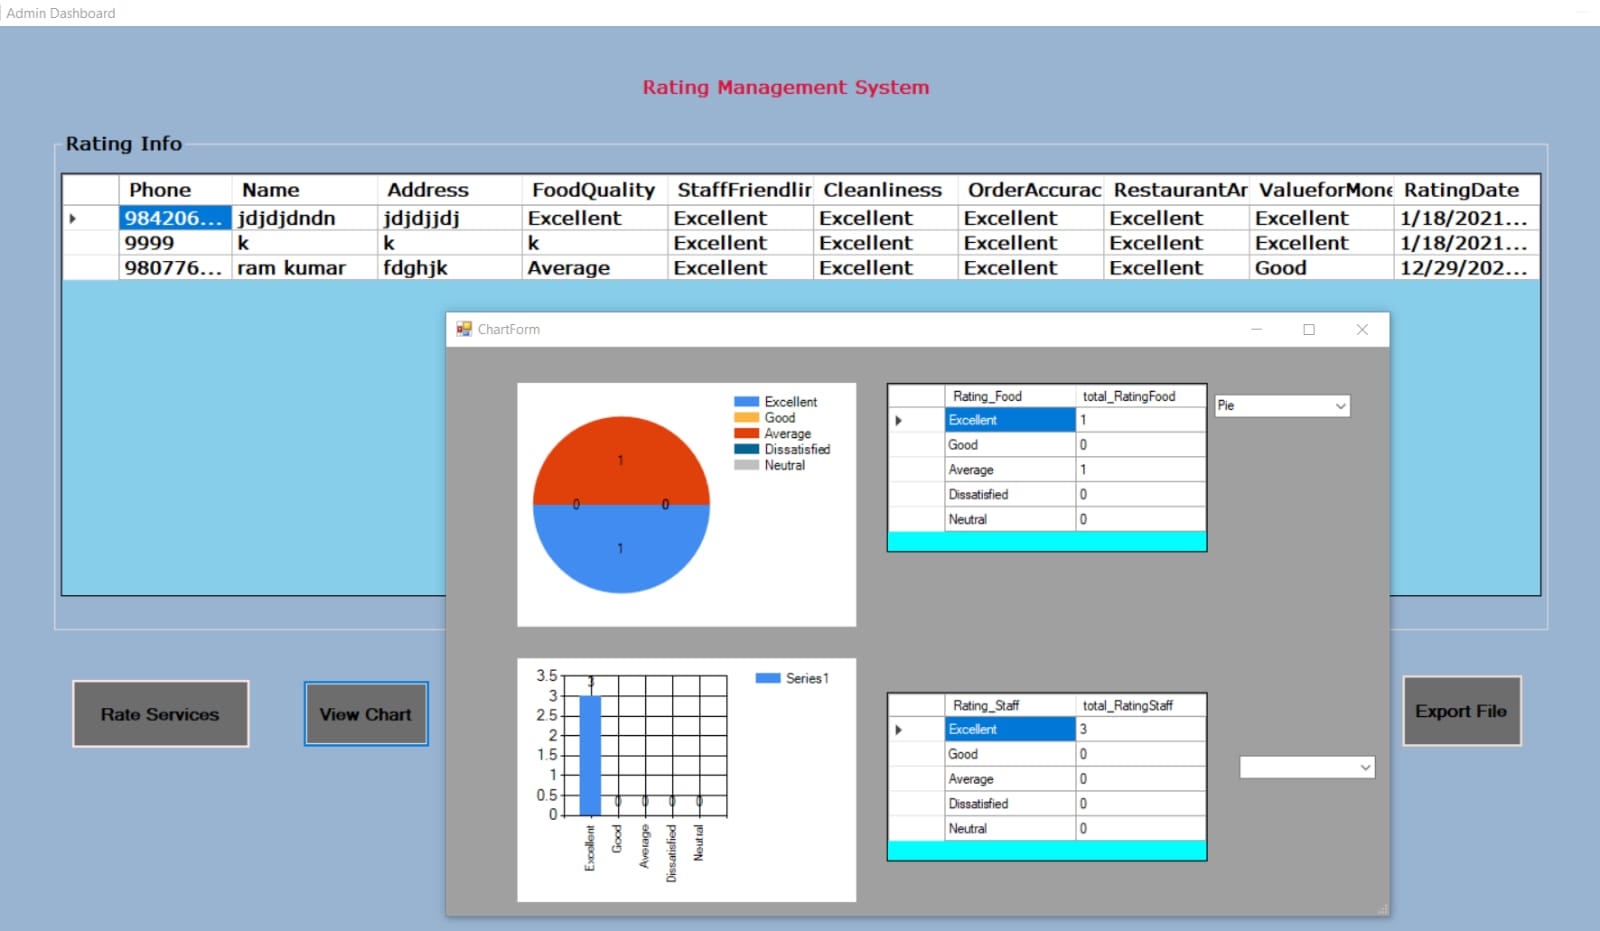 Admin Dashboard
Rating Management System
Rating Info
Phone Name Address FoodQuality StaffFriendlir Cleanliness OrderAccurac RestaurantAr ValueforMone RatingDate
984206... jdjdjdndn jdjdjjdj Excellent Excellent Excellent Excellent Excellent Excellent 1/18/2021...
9999 k k k Excellent Excellent Excellent Excellent Excellent 1/18/2021...
980776... ram kumar fdghjk Average Excellent Excellent Excellent Excellent Good 12/29/202...
ChartForm
Excellent
Good
Average
Dissatisfied
Neutral
1
0 0
1
Rating_Food total_RatingFood
Excellent 1
Good 0
Average 1
Dissatisfied 0
Neutral 0
Pie
3.5
3
2.5
2
1.5
1
0.5
0
3
0 0 0 0
Excellent
Good
Average
Dissatisfied
Neutral
Series1
Rating_Staff total_RatingStaff
Excellent 3
Good 0
Average 0
Dissatisfied 0
Neutral 0
Rate Services
View Chart
Export File